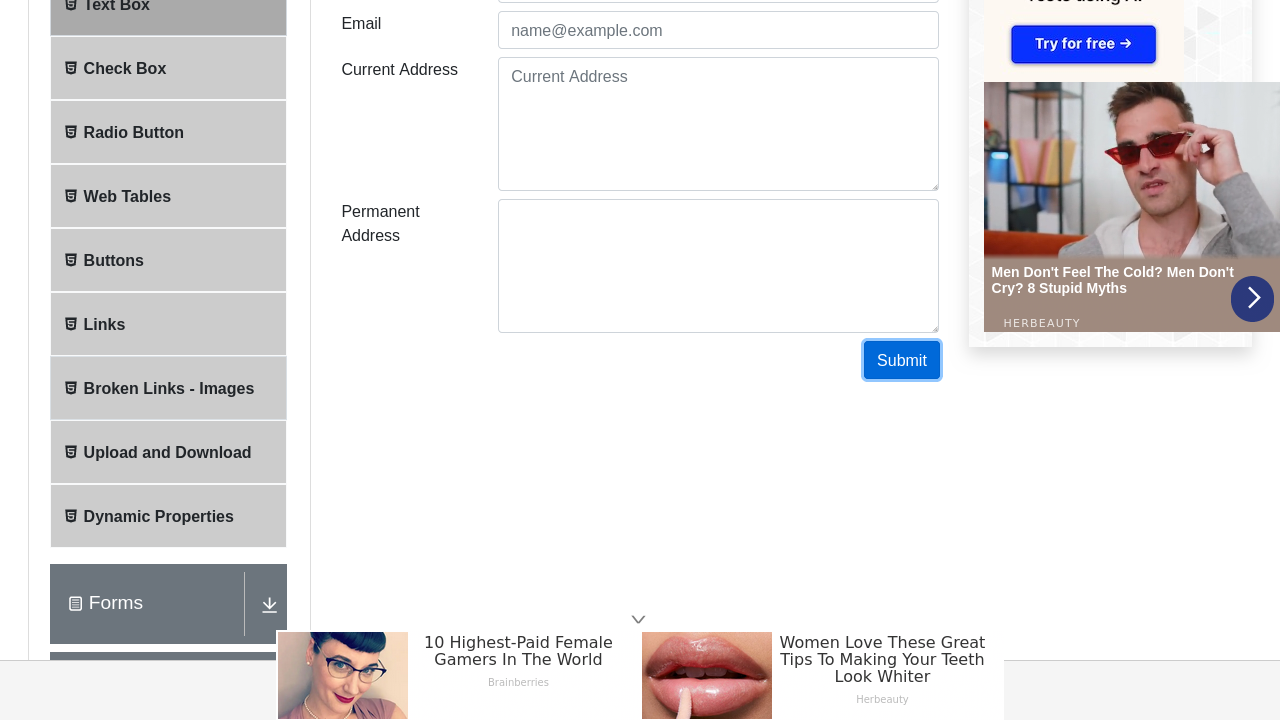 Text Box
Check Box
Radio Button
Web Tables
Buttons
Links
Broken Links - Images
Upload and Download
Dynamic Properties
Forms
Email
name@example.com
Current Address
Current Address
Permanent
Address
Submit
Try for free →
Men Don't Feel The Cold? Men Don't
Cry? 8 Stupid Myths
HERBEAUTY
10 Highest-Paid Female
Gamers In The World
Brainberries
Women Love These Great
Tips To Making Your Teeth
Look Whiter
Herbeauty